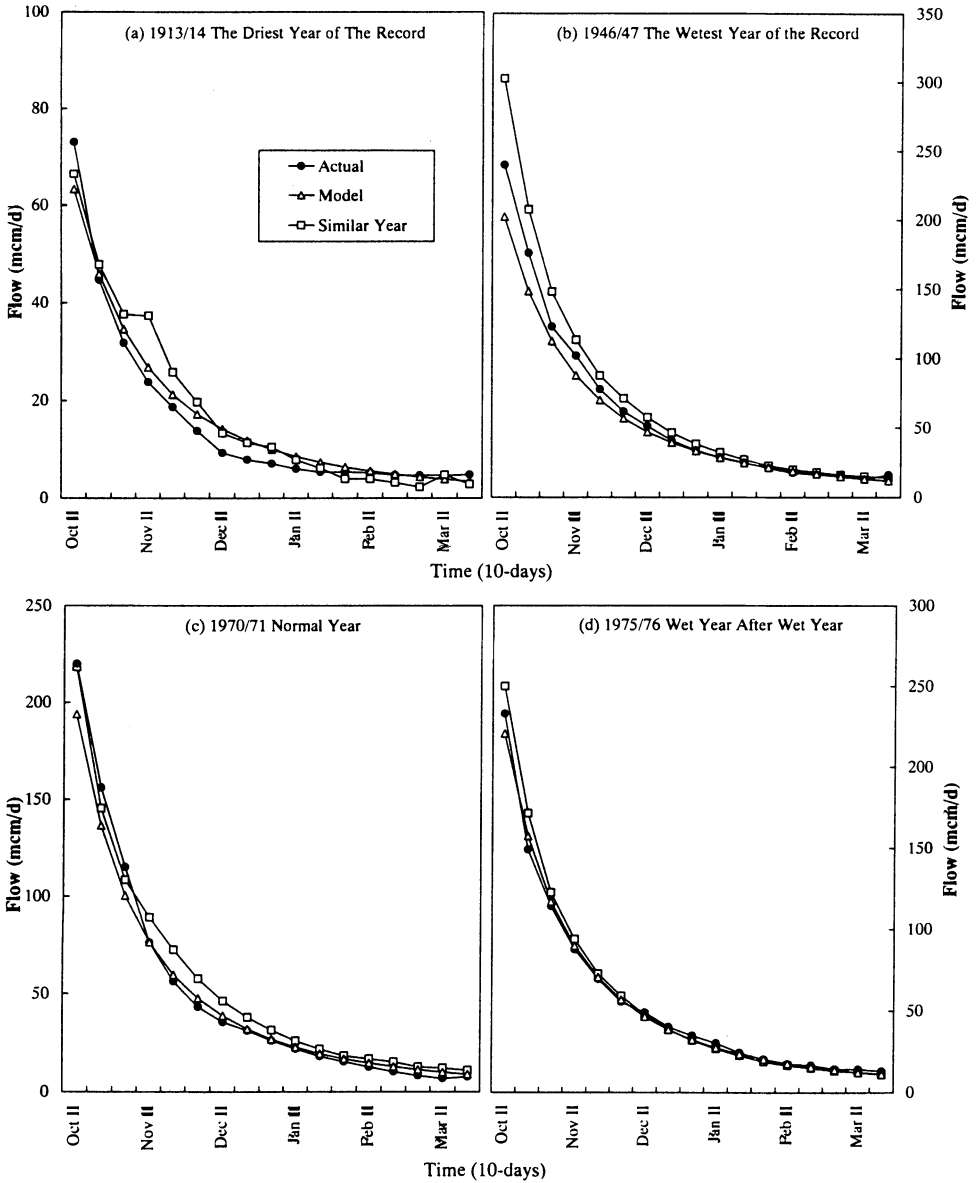 (a) 1913/14 The Driest Year of The Record
100
80
60
40
20
0
Flow (mcm/d)
Actual
Model
Similar Year
Oct II
Nov II
Dec II
Jan II
Feb II
Mar II
(b) 1946/47 The Wettest Year of the Record
350
300
250
200
150
100
50
0
Flow (mcm/d)
Oct II
Nov II
Dec II
Jan II
Feb II
Mar II
Time (10-days)
(c) 1970/71 Normal Year
250
200
150
100
50
0
Flow (mcm/d)
Oct II
Nov II
Dec II
Jan II
Feb II
Mar II
(d) 1975/76 Wet Year After Wet Year
300
250
200
150
100
50
0
Flow (mcm/d)
Oct II
Nov II
Dec II
Jan II
Feb II
Mar II
Time (10-days)